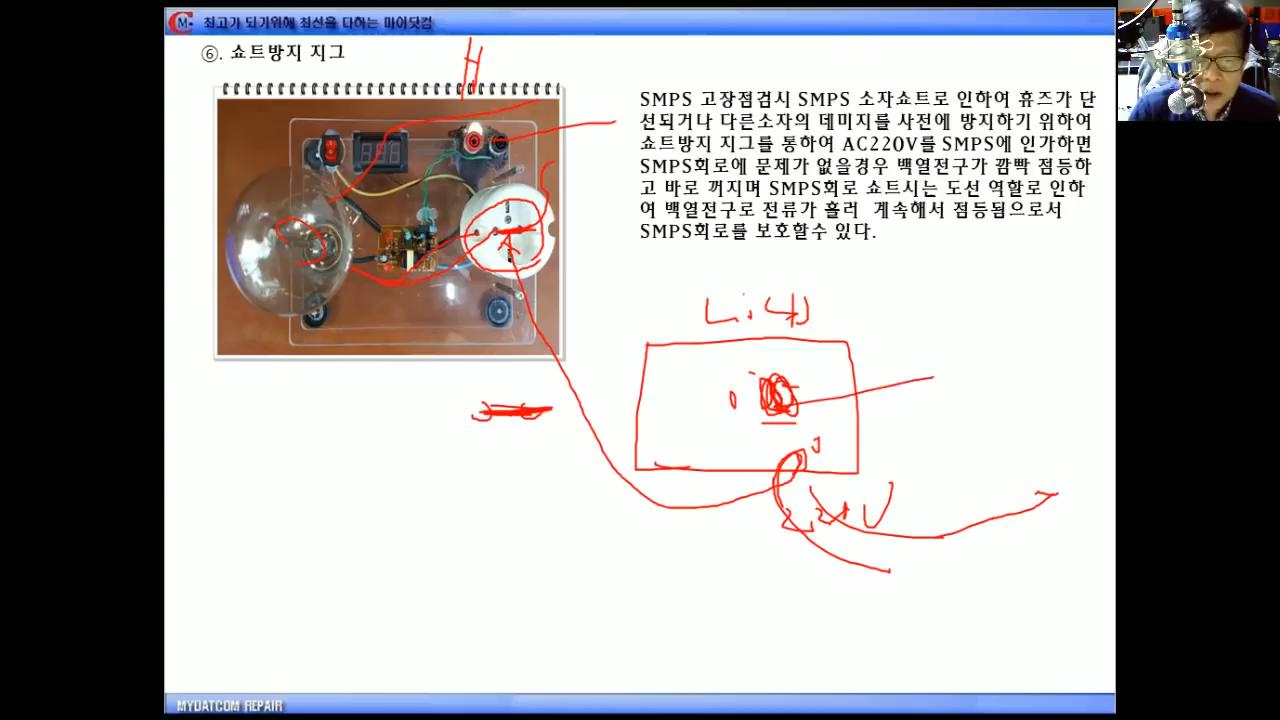 CM
최고가 되기위해 최선을 다하는 마이닷컴
⑥. 쇼트방지 지그
SMPS 고장점검시 SMPS 소자쇼트로 인하여 휴즈가 단
선되거나 다른소자의 데미지를 사전에 방지하기 위하여
쇼트방지 지그를 통하여 AC220V를 SMPS에 인가하면
SMPS회로에 문제가 없을경우 백열전구가 깜빡 점등하
고 바로 꺼지며 SMPS회로 쇼트시는 도선 역할로 인하
여 백열전구로 전류가 흘러 계속해서 점등됨으로서
SMPS회로를 보호할수 있다.
MYDATCOM REPAIR